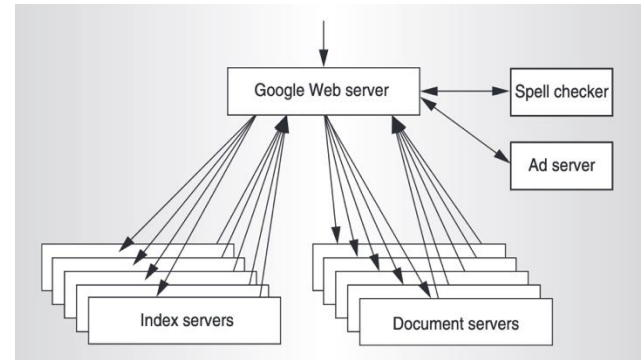 Google Web server
Spell checker
Ad server
Index servers
Document servers